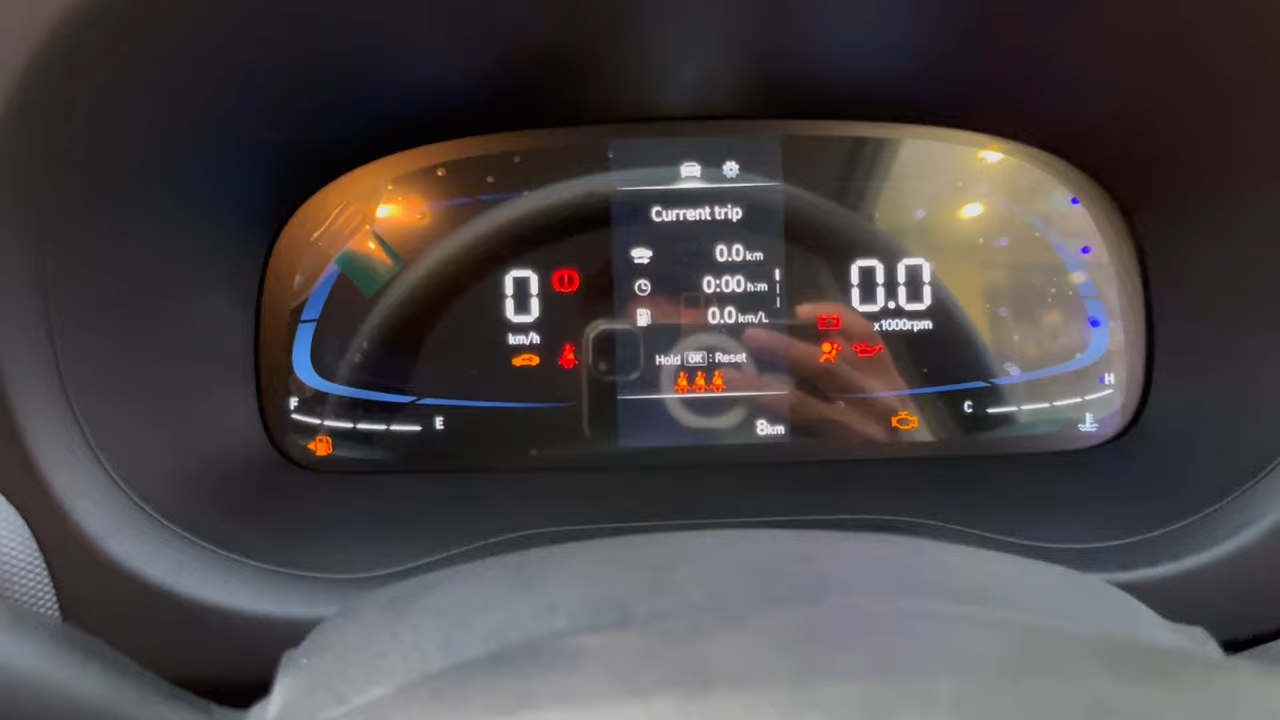 Current trip
0.0 km
0:00 h:m
0.0 km/L
Hold OK : Reset
8km
0
km/h
0.0
x1000rpm
F
E
C
H